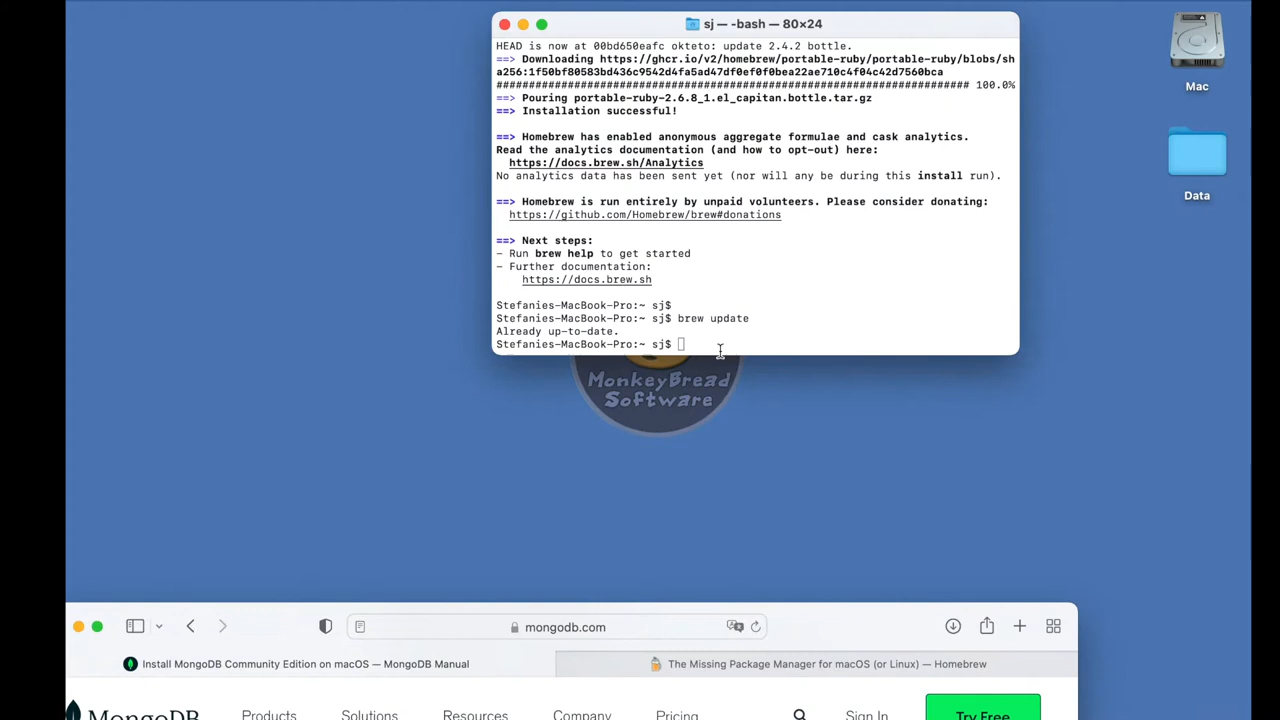 sj — -bash — 80×24
HEAD is now at 00bd650eafc okteto: update 2.4.2 bottle.
==> Downloading https://ghcr.io/v2/homebrew/portable-ruby/portable-ruby/blobs/sh
a256:1f50bf80583bd436c9542d4fa5ad47df0ef0f0bea22ae710c4f04c42d7560bca
######################################################################### 100.0%
==> Pouring portable-ruby-2.6.8_1.el_capitan.bottle.tar.gz
==> Installation successful!
==> Homebrew has enabled anonymous aggregate formulae and cask analytics.
Read the analytics documentation (and how to opt-out) here:
https://docs.brew.sh/Analytics
No analytics data has been sent yet (nor will any be during this install run).
==> Homebrew is run entirely by unpaid volunteers. Please consider donating:
https://github.com/Homebrew/brew#donations
==> Next steps:
- Run brew help to get started
- Further documentation:
https://docs.brew.sh
Stefanies-MacBook-Pro:~ sj$
Stefanies-MacBook-Pro:~ sj$ brew update
Already up-to-date.
Stefanies-MacBook-Pro:~ sj$
Mac
Data
MonkeyBread
Software
mongodb.com
Install MongoDB Community Edition on macOS — MongoDB Manual
The Missing Package Manager for macOS (or Linux) — Homebrew
MongoDB
Products
Solutions
Resources
Company
Pricing
Sign In
Try Free